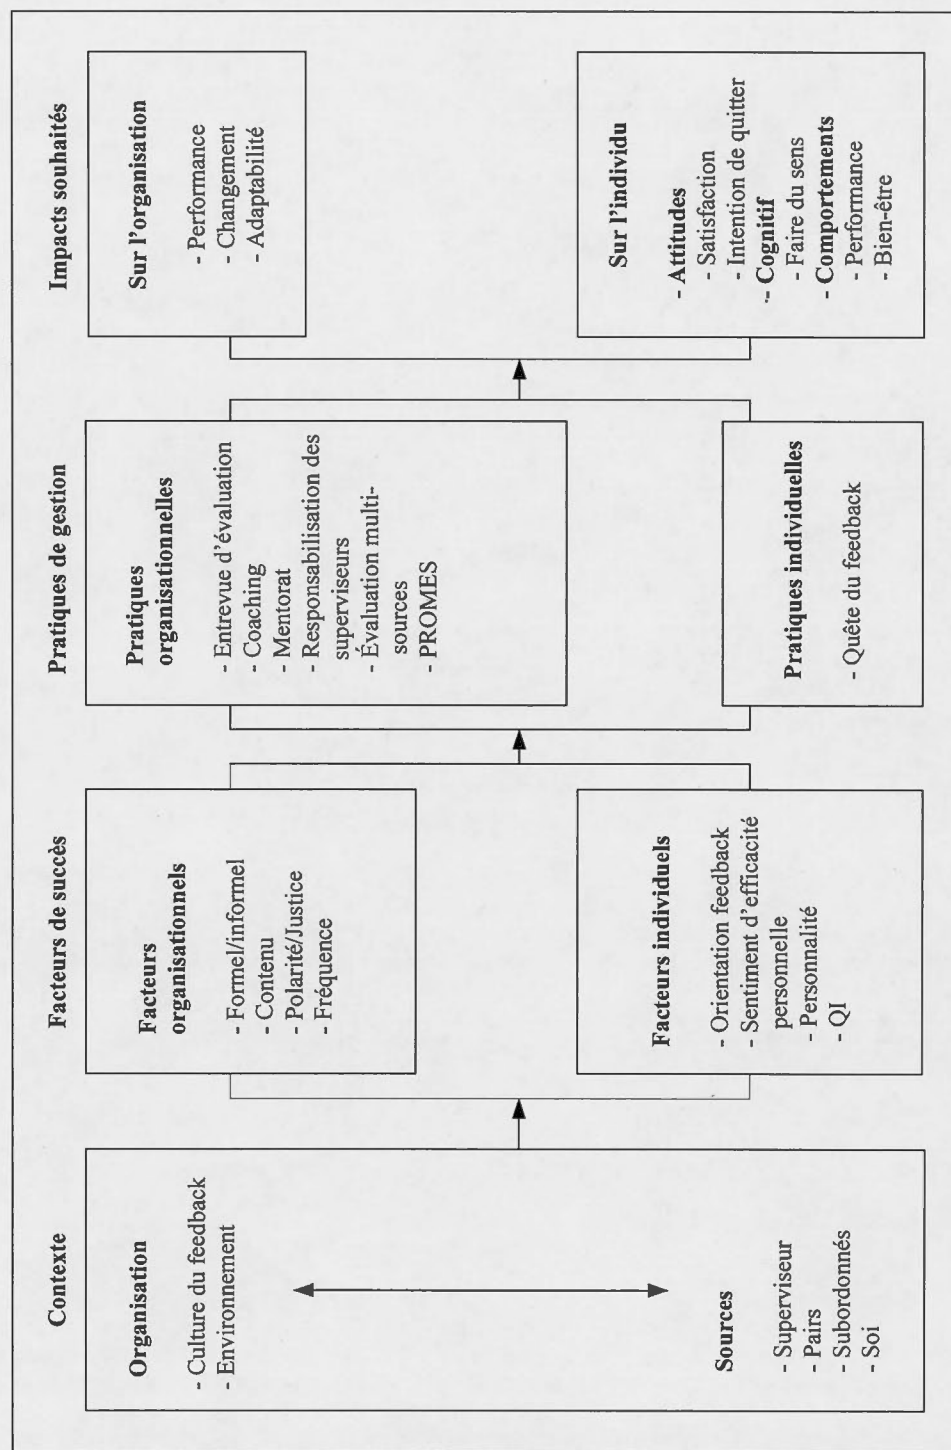 Contexte
Organisation
- Culture du feedback
- Environnement
Sources
- Superviseur
- Pairs
- Subordonnés
- Soi
Facteurs de succès
Facteurs
organisationnels
- Formel/informel
- Contenu
- Polarité/Justice
- Fréquence
Facteurs individuels
- Orientation feedback
- Sentiment d'efficacité
personnelle
- Personnalité
- QI
Pratiques de gestion
Pratiques
organisationnelles
- Entrevue d'évaluation
- Coaching
- Mentorat
- Responsabilisation des
superviseurs
- Évaluation multi-
sources
- PROMES
Pratiques individuelles
- Quête du feedback
Impacts souhaités
Sur l'organisation
- Performance
- Changement
- Adaptabilité
Sur l'individu
- Attitudes
- Satisfaction
- Intention de quitter
- Cognitif
- Faire du sens
- Comportements
- Performance
- Bien-être